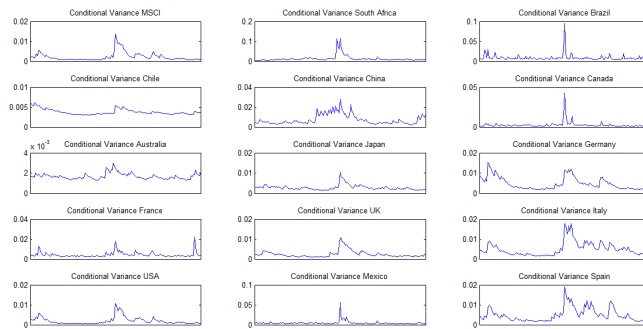 Conditional Variance MSCI
0.02
0.01
0
Conditional Variance South Africa
0.2
0.1
0
Conditional Variance Brazil
0.1
0.05
0
Conditional Variance Chile
0.01
0.005
0
Conditional Variance China
0.04
0.02
0
Conditional Variance Canada
0.05
0
x 10⁻³
Conditional Variance Australia
4
2
0
Conditional Variance Japan
0.02
0.01
0
Conditional Variance Germany
0.02
0.01
0
Conditional Variance France
0.04
0.02
0
Conditional Variance UK
0.02
0.01
0
Conditional Variance Italy
0.02
0.01
0
Conditional Variance USA
0.02
0.01
0
Conditional Variance Mexico
0.1
0.05
0
Conditional Variance Spain
0.02
0.01
0